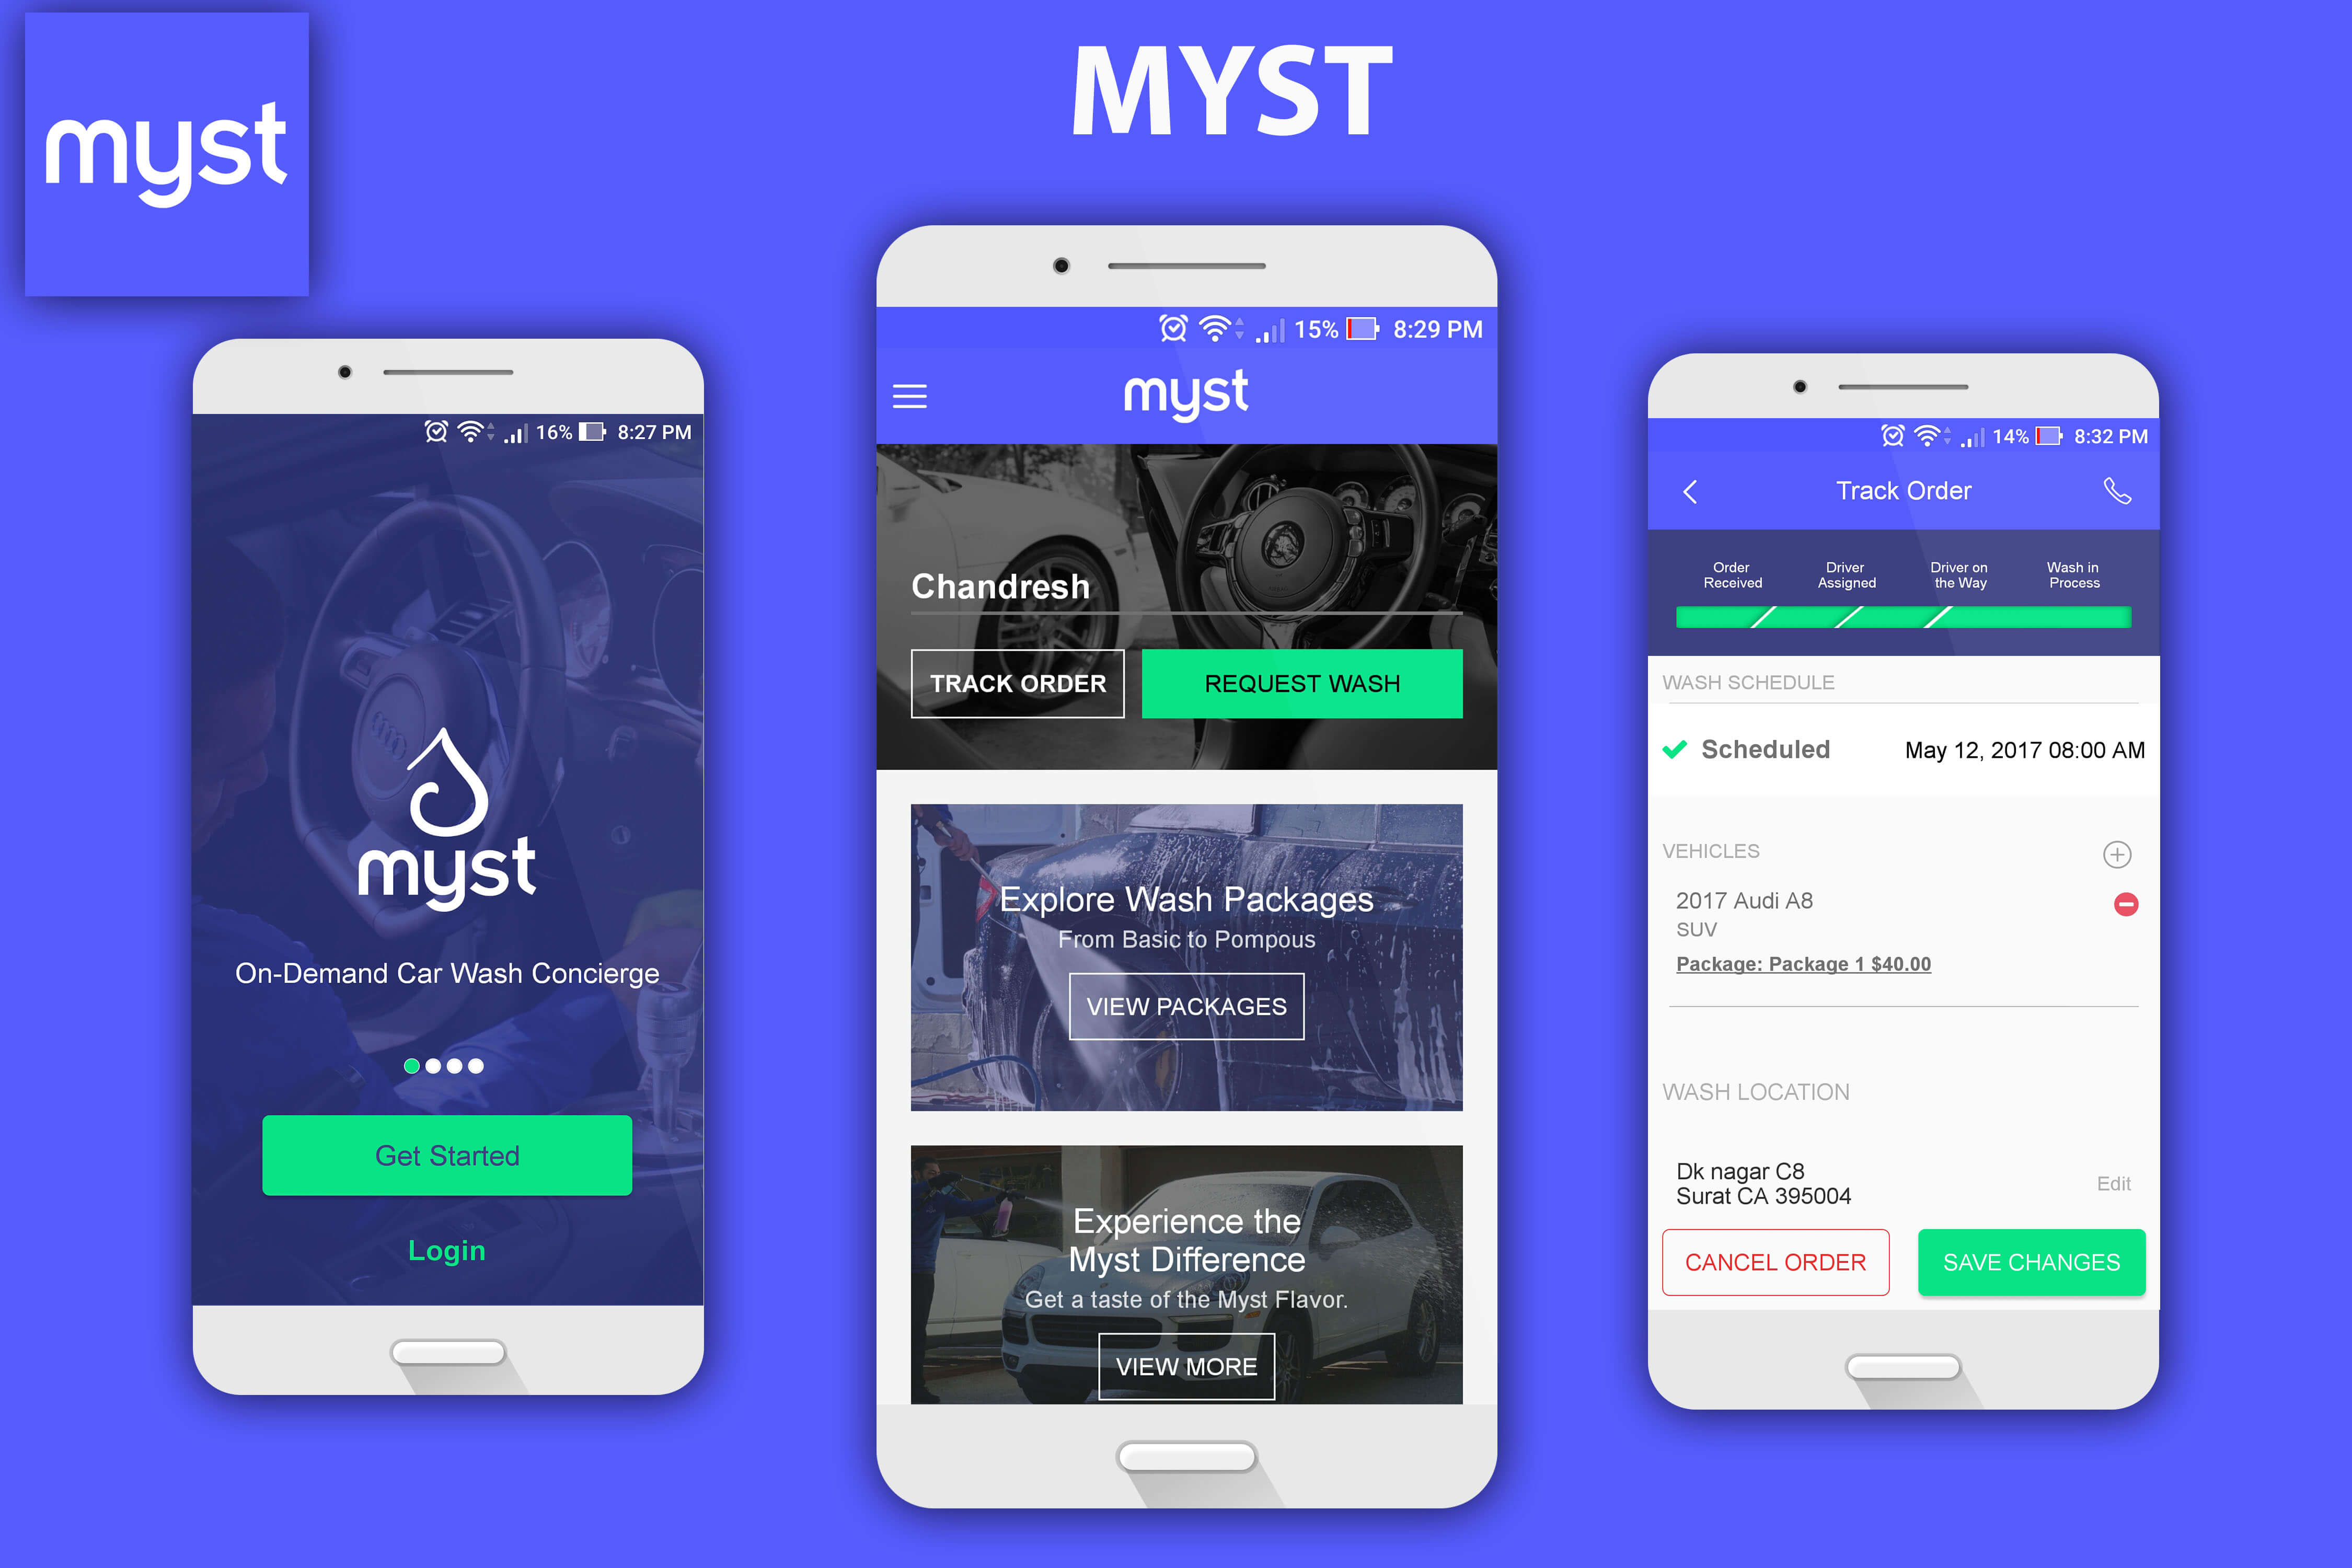 myst
MYST
16% 8:27 PM
myst
On-Demand Car Wash Concierge
Get Started
Login
15% 8:29 PM
myst
Chandresh
TRACK ORDER
REQUEST WASH
Explore Wash Packages
From Basic to Pompous
VIEW PACKAGES
Experience the
Myst Difference
Get a taste of the Myst Flavor.
VIEW MORE
14% 8:32 PM
Track Order
Order
Received
Driver
Assigned
Driver on
the Way
Wash in
Process
WASH SCHEDULE
Scheduled May 12, 2017 08:00 AM
VEHICLES
2017 Audi A8
SUV
Package: Package 1 $40.00
WASH LOCATION
Dk nagar C8
Surat CA 395004
Edit
CANCEL ORDER
SAVE CHANGES